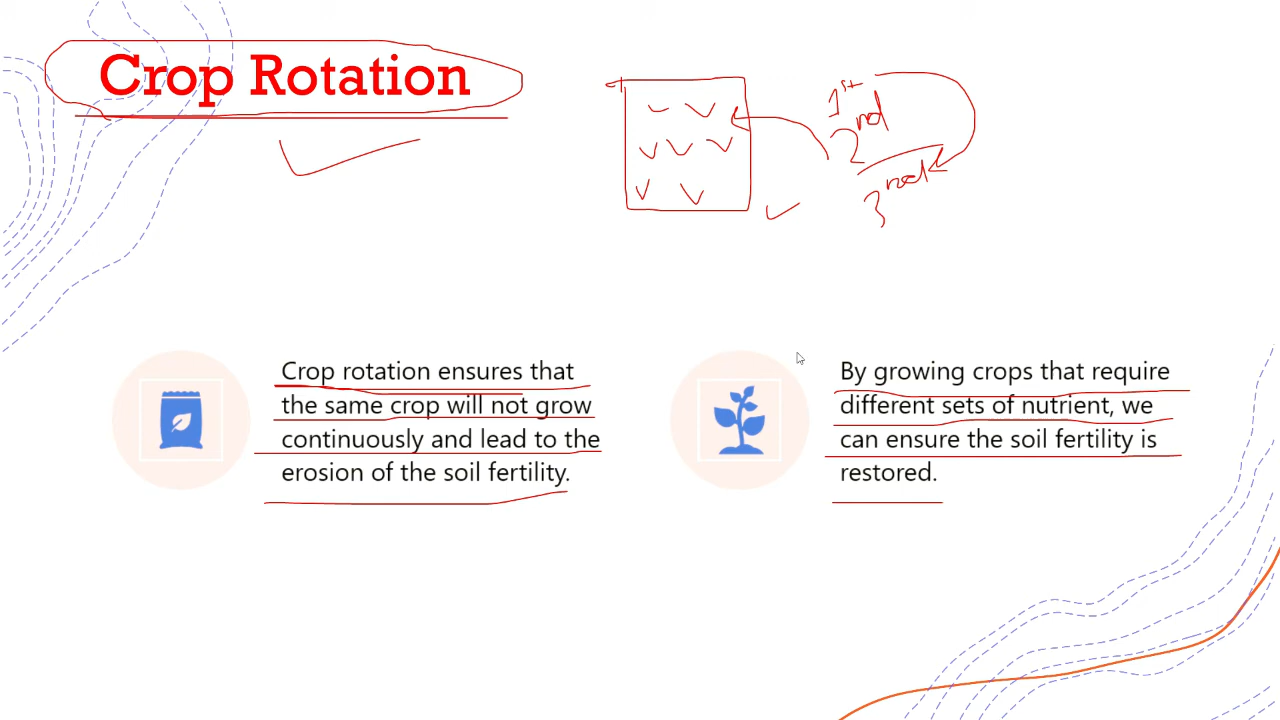 Crop Rotation
1st
2nd
3rd
Crop rotation ensures that
the same crop will not grow
continuously and lead to the
erosion of the soil fertility.
By growing crops that require
different sets of nutrient, we
can ensure the soil fertility is
restored.